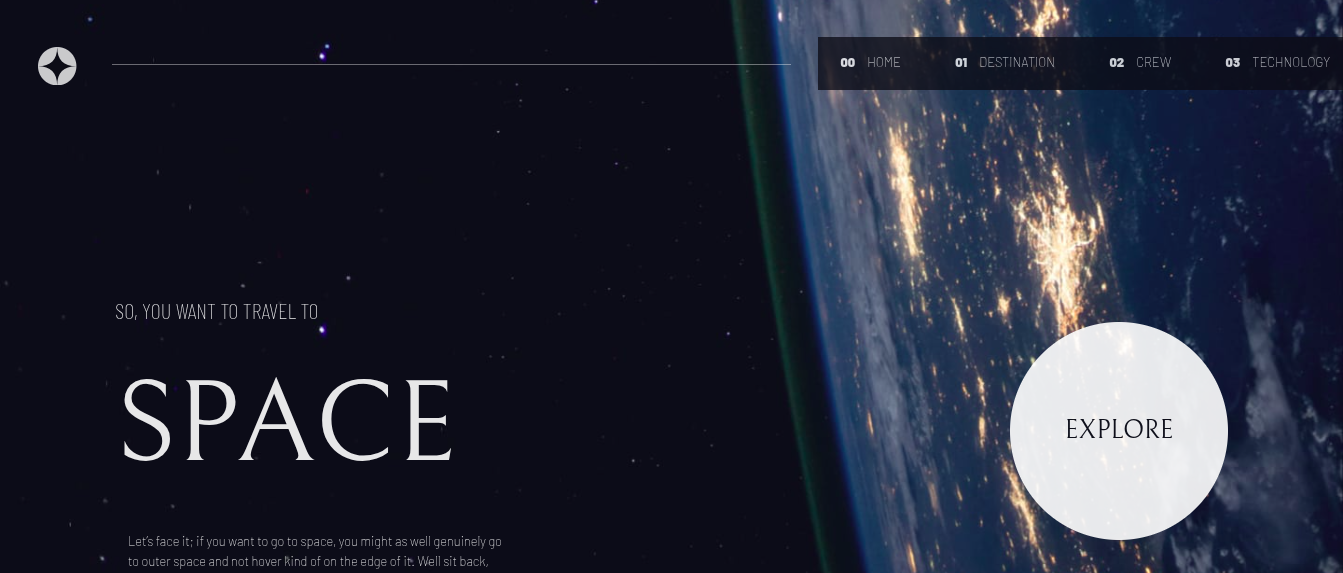 00 HOME 01 DESTINATION 02 CREW 03 TECHNOLOGY
SO, YOU WANT TO TRAVEL TO
SPACE
EXPLORE
Let's face it; if you want to go to space, you might as well genuinely go
to outer space and not hover kind of on the edge of it. Well sit back,